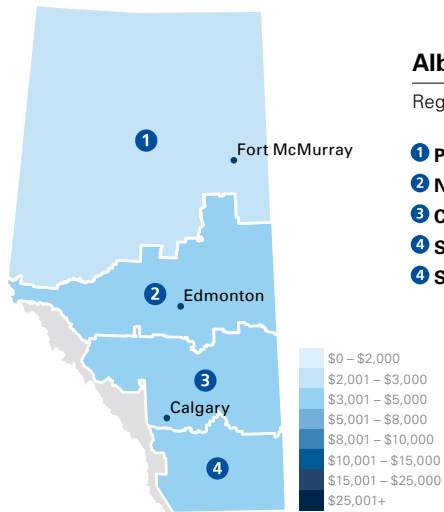 Alb
Reg
1 P
2 N
3 C
4 S
4 S
1
Fort McMurray
2
Edmonton
3
Calgary
4
$0 – $2,000
$2,001 – $3,000
$3,001 – $5,000
$5,001 – $8,000
$8,001 – $10,000
$10,001 – $15,000
$15,001 – $25,000
$25,001+